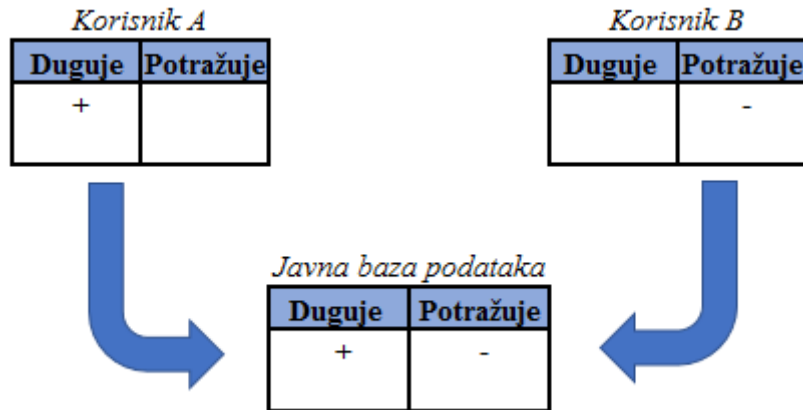 Korisnik A
Duguje Potražuje
+
Korisnik B
Duguje Potražuje
-
Javna baza podataka
Duguje Potražuje
+ -